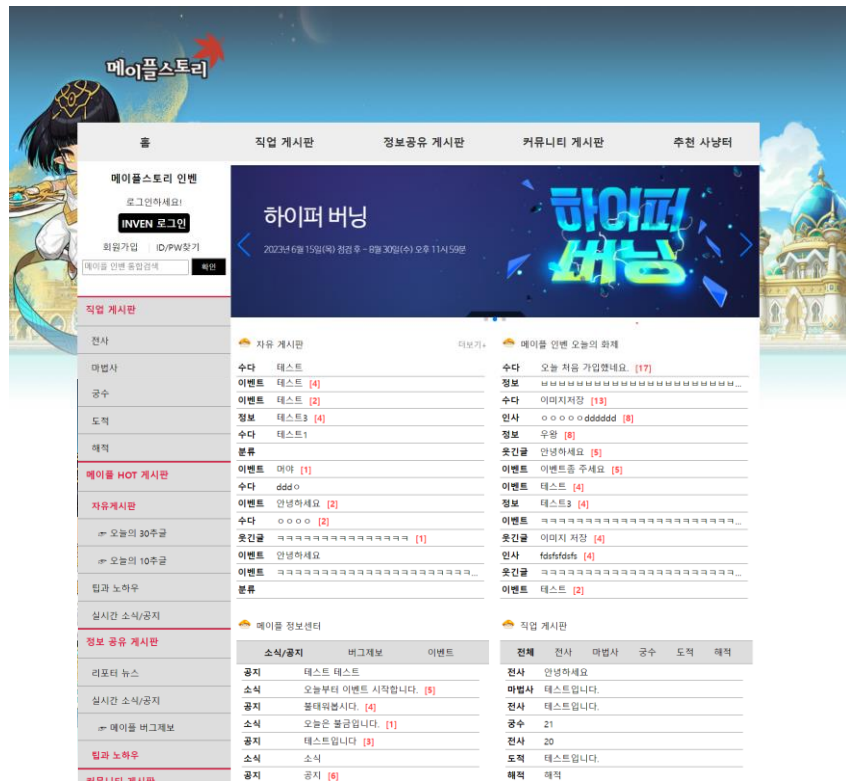 메이플스토리
홈 직업 게시판 정보공유 게시판 커뮤니티 게시판 추천 사냥터
메이플스토리 인벤
로그인하세요!
INVEN 로그인
회원가입 ID/PW찾기
메이플 인벤 통합검색 확인
직업 게시판
전사
마법사
궁수
도적
해적
메이플 HOT 게시판
자유게시판
☞ 오늘의 30추글
☞ 오늘의 10추글
팁과 노하우
실시간 소식/공지
정보 공유 게시판
리포터 뉴스
실시간 소식/공지
☞ 메이플 버그제보
팁과 노하우
커뮤니티 게시판
하이퍼 버닝
2023년 6월 15일(목) 점검 후 ~ 8월 30일(수) 오후 11시 59분
하이퍼
버닝
자유 게시판 더보기+
수다 테스트
이벤트 테스트 [4]
이벤트 테스트 [2]
정보 테스트3 [4]
수다 테스트1
분류
이벤트 머야 [1]
수다 dddㅇ
이벤트 안녕하세요 [2]
수다 ㅇㅇㅇㅇ [2]
웃긴글 ㅋㅋㅋㅋㅋㅋㅋㅋㅋㅋㅋㅋㅋㅋㅋ [1]
이벤트 안녕하세요
이벤트 ㅋㅋㅋㅋㅋㅋㅋㅋㅋㅋㅋㅋㅋㅋㅋㅋㅋㅋㅋㅋㅋㅋ...
분류
메이플 인벤 오늘의 화제
수다 오늘 처음 가입했네요. [17]
정보 ㅂㅂㅂㅂㅂㅂㅂㅂㅂㅂㅂㅂㅂㅂㅂㅂㅂㅂㅂㅂㅂㅂ...
수다 이미지저장 [13]
인사 ㅇㅇㅇㅇㅇdddddd [8]
정보 우왕 [8]
웃긴글 안녕하세요 [5]
이벤트 이벤트좀 주세요 [5]
이벤트 테스트 [4]
정보 테스트3 [4]
이벤트 ㅋㅋㅋㅋㅋㅋㅋㅋㅋㅋㅋㅋㅋㅋㅋㅋㅋㅋㅋㅋㅋㅋ...
웃긴글 이미지 저장 [4]
인사 fdsfsfdsfs [4]
웃긴글 ㅋㅋㅋㅋㅋㅋㅋㅋㅋㅋㅋㅋㅋㅋㅋㅋㅋㅋㅋㅋㅋㅋ...
이벤트 테스트 [2]
메이플 정보센터
소식/공지 버그제보 이벤트
공지 테스트 테스트
소식 오늘부터 이벤트 시작합니다. [5]
공지 불태워봅시다. [4]
소식 오늘은 불금입니다. [1]
공지 테스트입니다 [3]
소식 소식
공지 공지 [6]
직업 게시판
전체 전사 마법사 궁수 도적 해적
전사 안녕하세요
마법사 테스트입니다.
전사 테스트입니다.
궁수 21
전사 20
도적 테스트입니다.
해적 해적